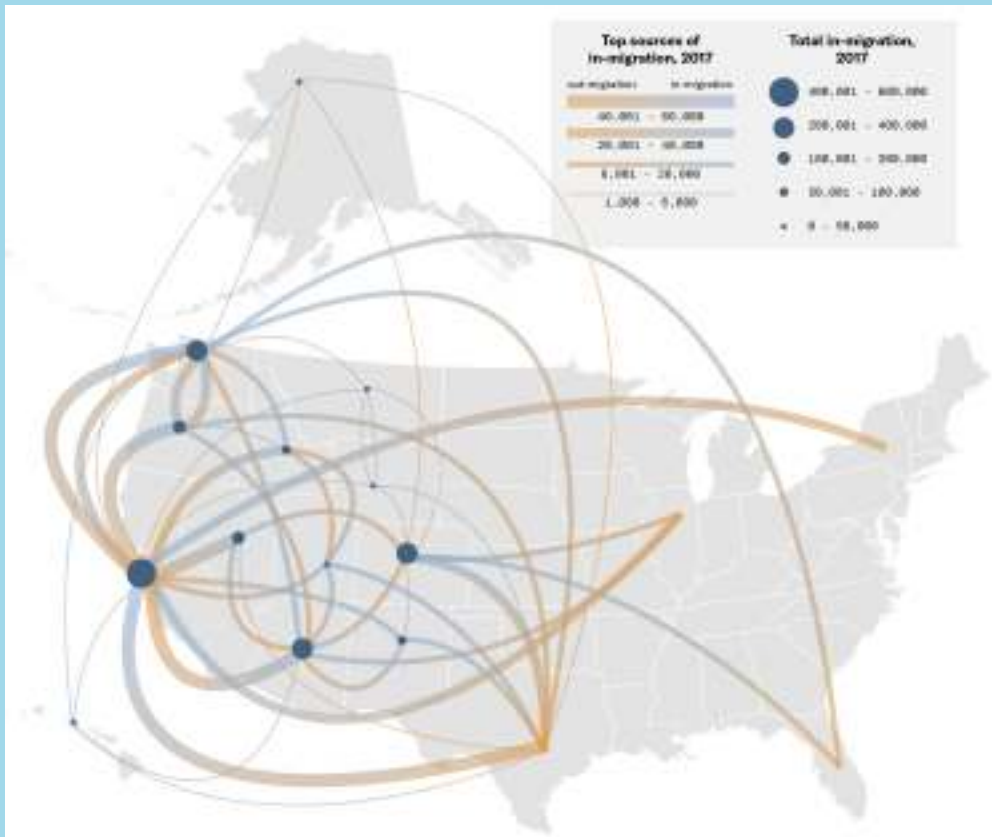 Top sources of
in-migration, 2017
out-migration in-migration
40,001 - 60,000
20,001 - 40,000
5,001 - 20,000
1,000 - 5,000
Total in-migration,
2017
400,001 - 600,000
200,001 - 400,000
100,001 - 200,000
50,001 - 100,000
0 - 50,000